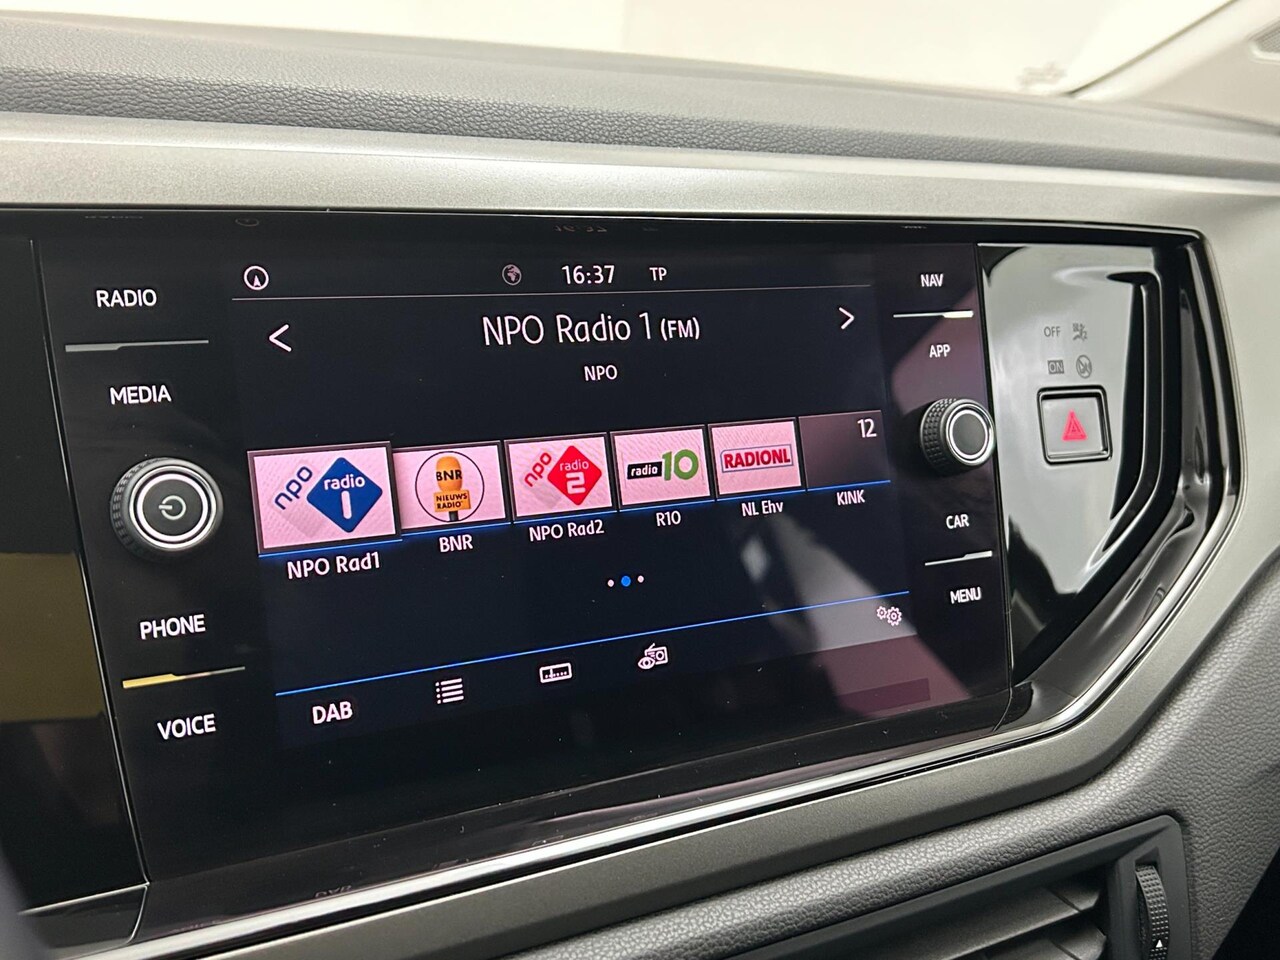 RADIO
MEDIA
PHONE
VOICE
16:37 TP
NPO Radio 1 (FM)
NPO
npo radio 1
BNR NIEUWS RADIO
npo radio 2
radio 10
RADIONL
12
NPO Rad1
BNR
NPO Rad2
R10
NL Ehv
KINK
DAB
NAV
APP
CAR
MENU
OFF
ON